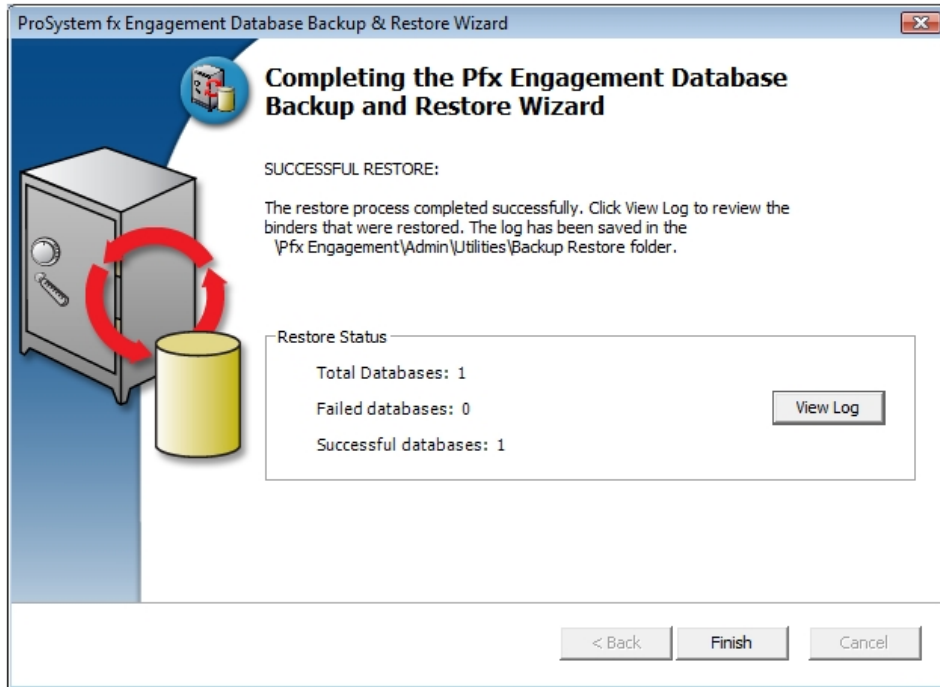 ProSystem fx Engagement Database Backup & Restore Wizard
Completing the Pfx Engagement Database
Backup and Restore Wizard
SUCCESSFUL RESTORE:
The restore process completed successfully. Click View Log to review the
binders that were restored. The log has been saved in the
\Pfx Engagement\Admin\Utilities\Backup Restore folder.
Restore Status
Total Databases: 1
Failed databases: 0
View Log
Successful databases: 1
< Back
Finish
Cancel